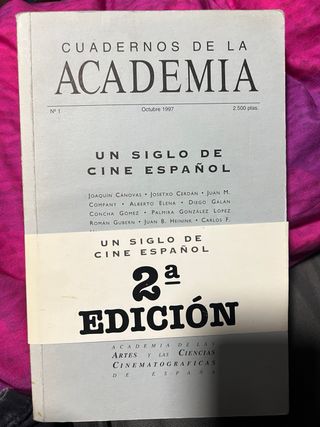 CUADERNOS DE LA
ACADEMIA
Nº 1 Octubre 1997 2.500 ptas.
UN SIGLO DE
CINE ESPAÑOL
JOAQUÍN CÁNOVAS • JOSETXO CERDÁN • JUAN M.
COMPANY • ALBERTO ELENA • DIEGO GALÁN
CONCHA GÓMEZ • PALMIRA GONZÁLEZ LÓPEZ
ROMÁN GUBERN • JUAN B. HEININK • CARLOS F.
UN SIGLO DE
CINE ESPAÑOL
2ª
EDICIÓN
ACADEMIA DE LAS
ARTES Y LAS CIENCIAS
CINEMATOGRÁFICAS
DE ESPAÑA